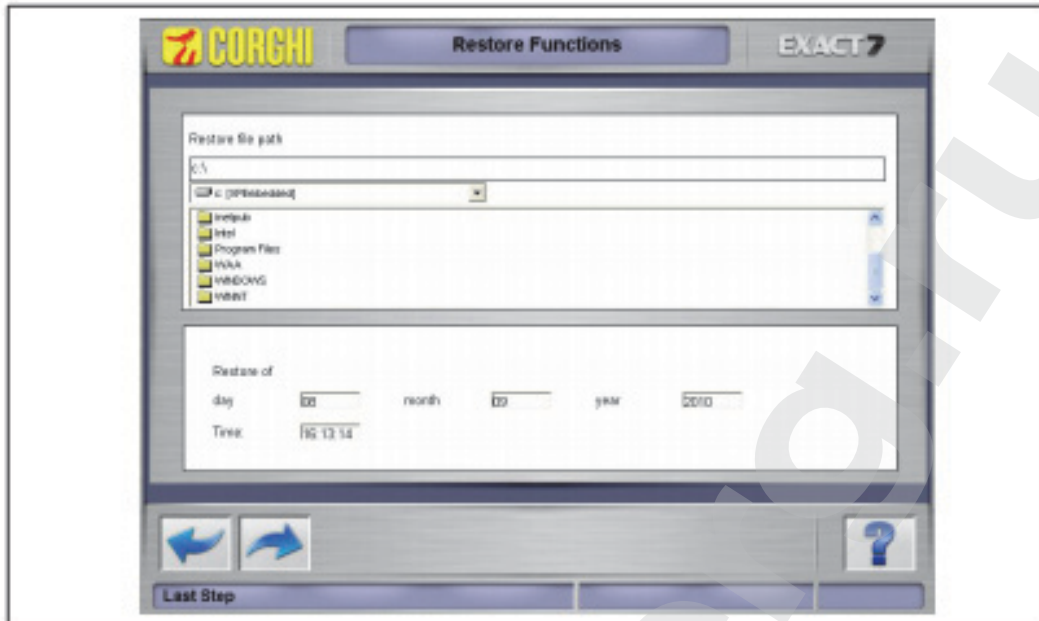 CORGHI
Restore Functions
EXACT7
Restore file path
c:\
c: [XPEmbedded]
Inetpub
Intel
Program Files
WAA
WINDOWS
WINNT
Restore of
day 08 month 09 year 2010
Time: 16:13:14
?
Last Step